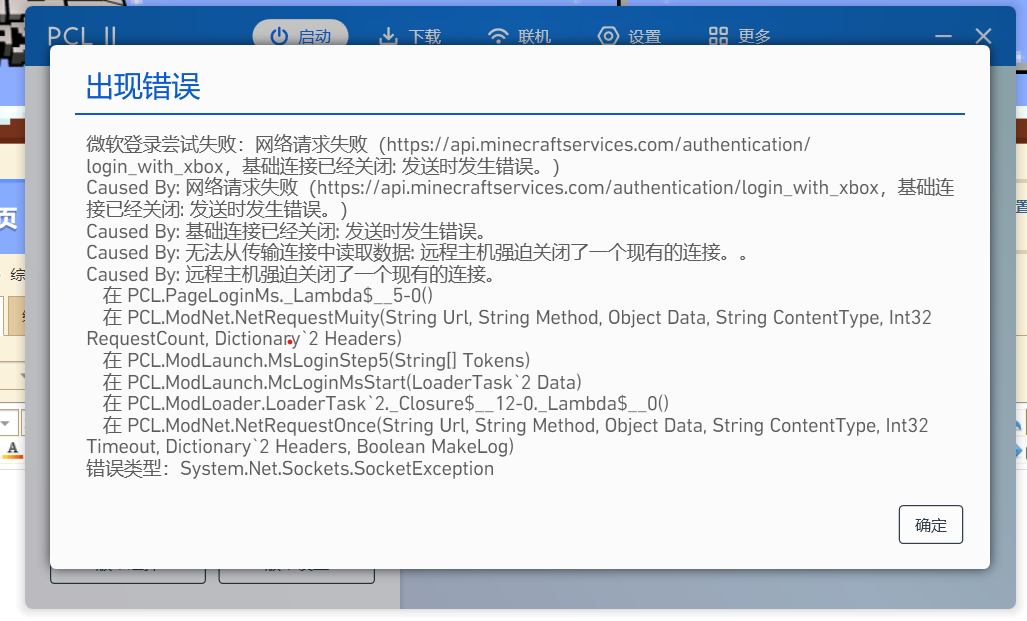 PCL II
启动
下载
联机
设置
更多
出现错误
微软登录尝试失败：网络请求失败（https://api.minecraftservices.com/authentication/
login_with_xbox，基础连接已经关闭: 发送时发生错误。）
Caused By: 网络请求失败（https://api.minecraftservices.com/authentication/login_with_xbox，基础连
接已经关闭: 发送时发生错误。）
Caused By: 基础连接已经关闭: 发送时发生错误。
Caused By: 无法从传输连接中读取数据: 远程主机强迫关闭了一个现有的连接。。
Caused By: 远程主机强迫关闭了一个现有的连接。
在 PCL.PageLoginMs._Lambda$__5-0()
在 PCL.ModNet.NetRequestMuity(String Url, String Method, Object Data, String ContentType, Int32
RequestCount, Dictionary`2 Headers)
在 PCL.ModLaunch.MsLoginStep5(String[] Tokens)
在 PCL.ModLaunch.McLoginMsStart(LoaderTask`2 Data)
在 PCL.ModLoader.LoaderTask`2._Closure$__12-0._Lambda$__0()
在 PCL.ModNet.NetRequestOnce(String Url, String Method, Object Data, String ContentType, Int32
Timeout, Dictionary`2 Headers, Boolean MakeLog)
错误类型：System.Net.Sockets.SocketException
确定
页
综
A